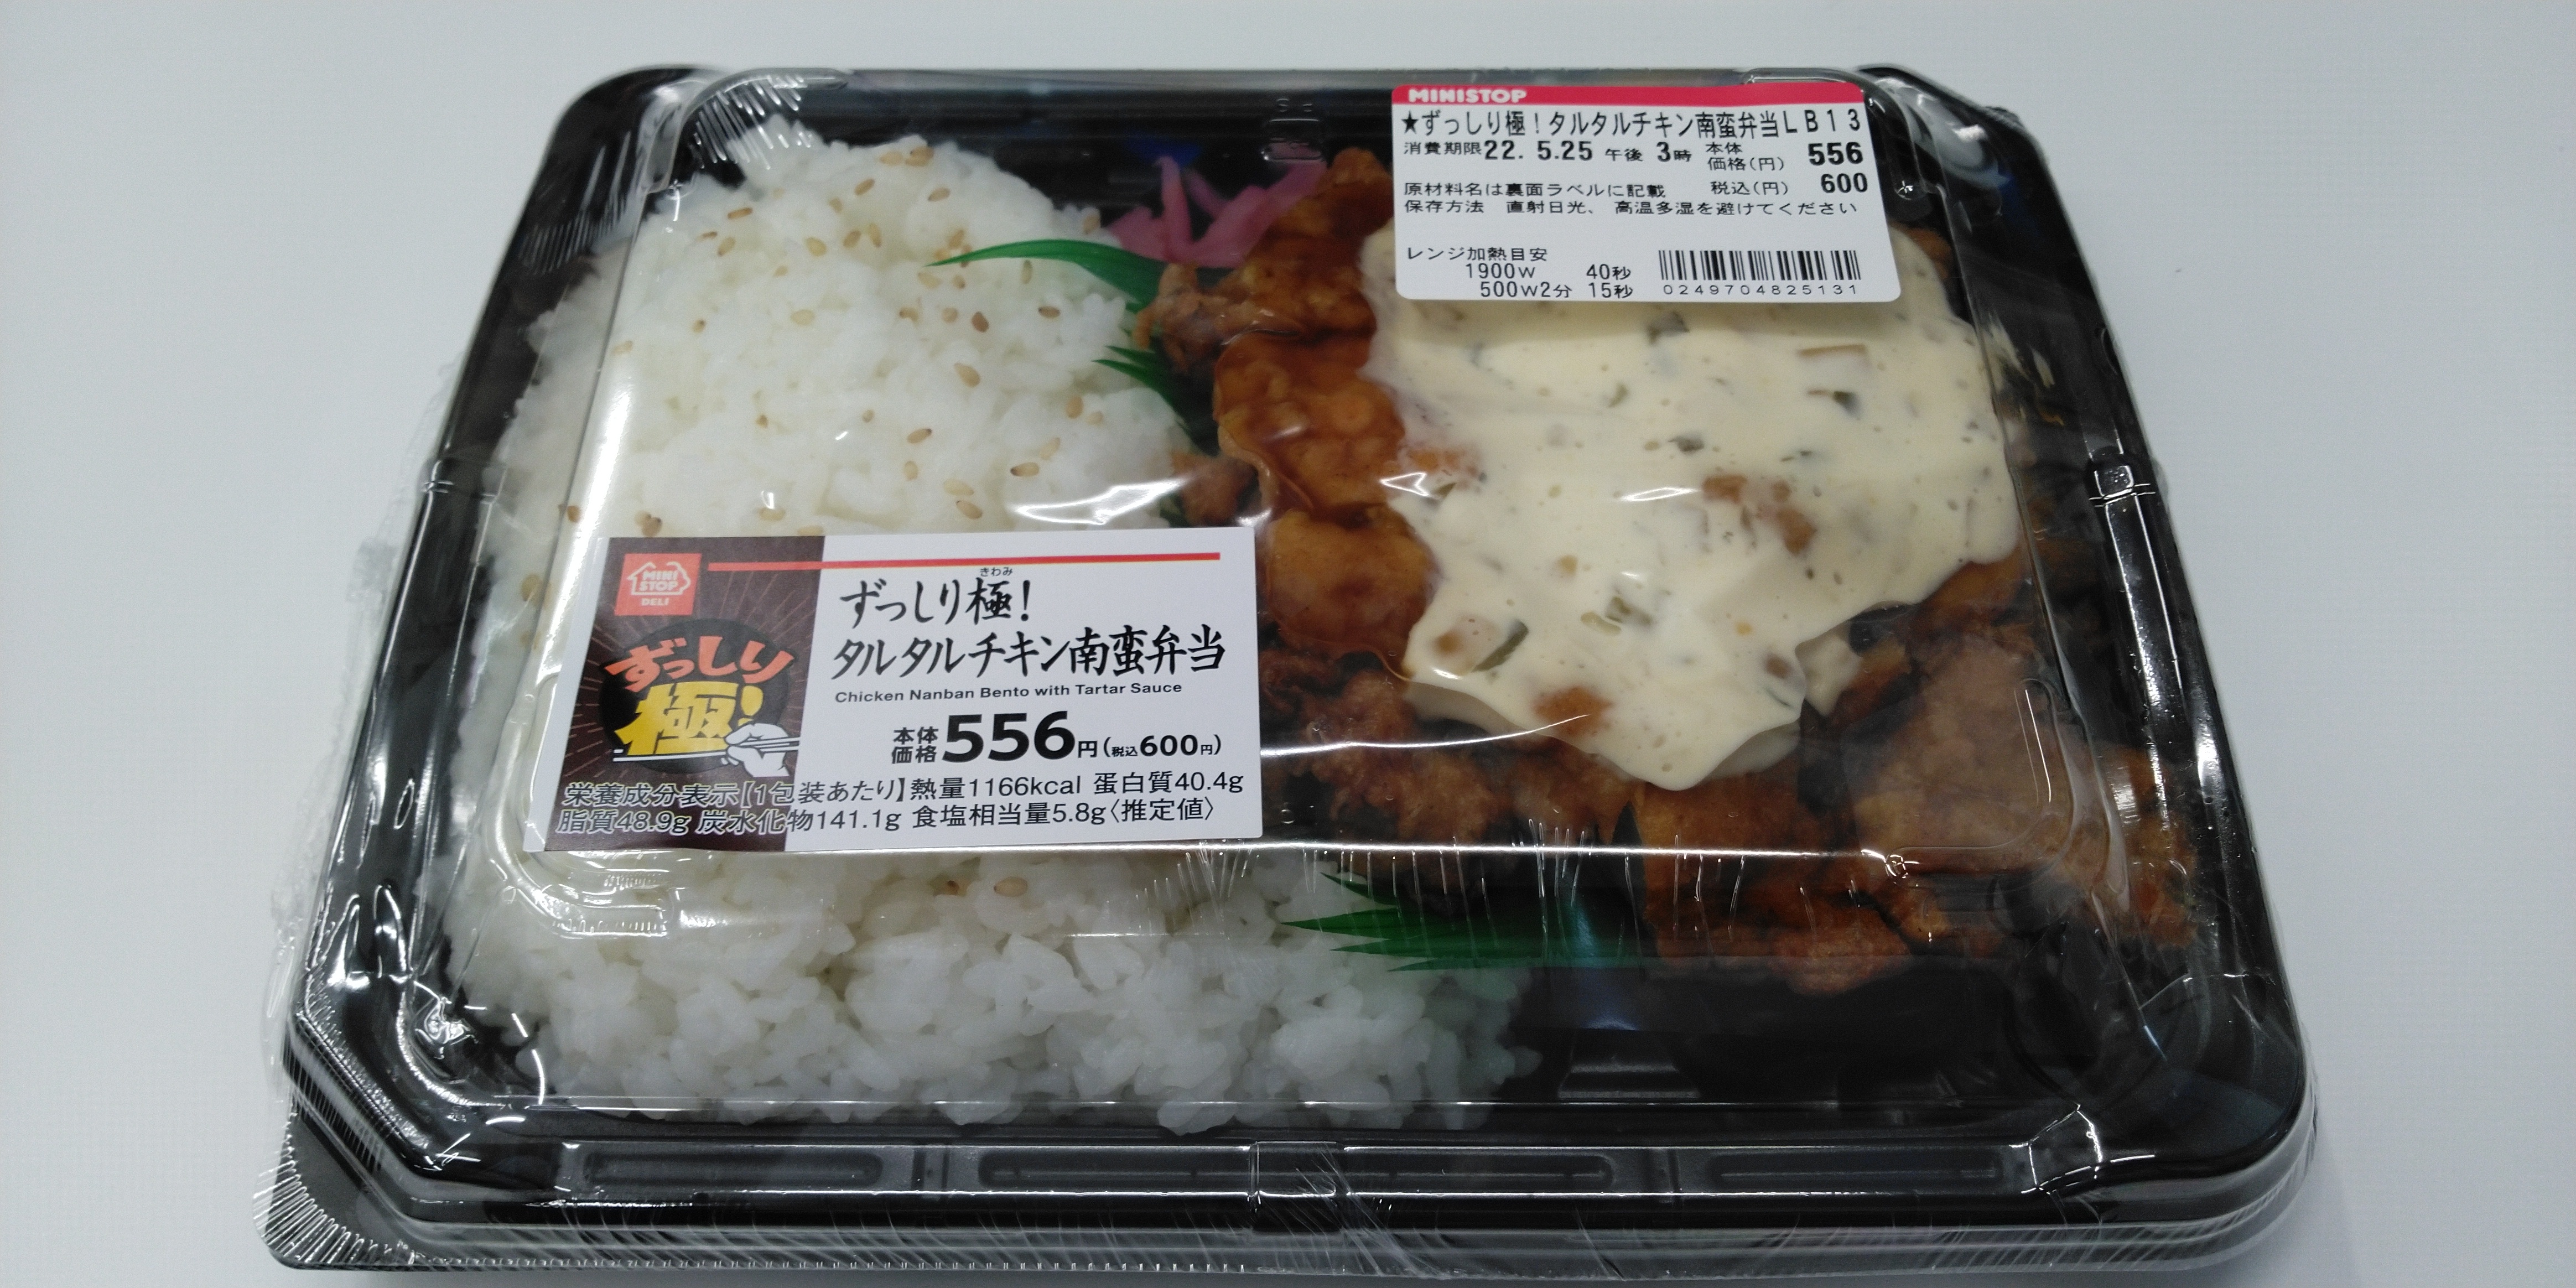 MINISTOP
★ずっしり極!タルタルチキン南蛮弁当LB13
消費期限22. 5.25 午後 3時 本体価格(円) 556
原材料名は裏面ラベルに記載 税込(円) 600
保存方法 直射日光、高温多湿を避けてください
レンジ加熱目安
1900W 40秒
500W2分 15秒
0249704825131
MINI
STOP
DELI
ずっしり
極!
きわみ
ずっしり極!
タルタルチキン南蛮弁当
Chicken Nanban Bento with Tartar Sauce
本体価格556円(税込600円)
栄養成分表示【1包装あたり】熱量1166kcal 蛋白質40.4g
脂質48.9g 炭水化物141.1g 食塩相当量5.8g〈推定値〉